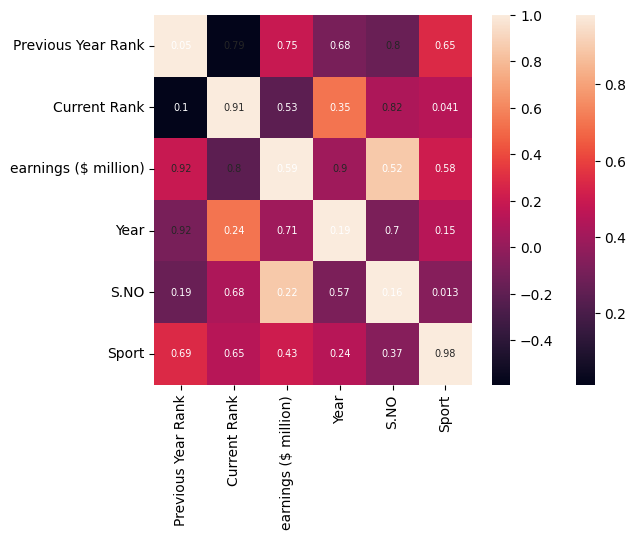 Previous Year Rank 0.05 0.79 0.75 0.68 0.8 0.65
Current Rank 0.1 0.91 0.53 0.35 0.82 0.041
earnings ($ million) 0.92 0.6 0.59 0.9 0.52 0.58
Year 0.92 0.24 0.71 0.19 0.7 0.15
S.NO 0.19 0.68 0.22 0.57 0.16 0.013
Sport 0.69 0.65 0.43 0.24 0.37 0.98
Previous Year Rank
Current Rank
earnings ($ million)
Year
S.NO
Sport
1.0
0.8
0.6
0.4
0.2
0.0
−0.2
−0.4
0.8
0.6
0.4
0.2